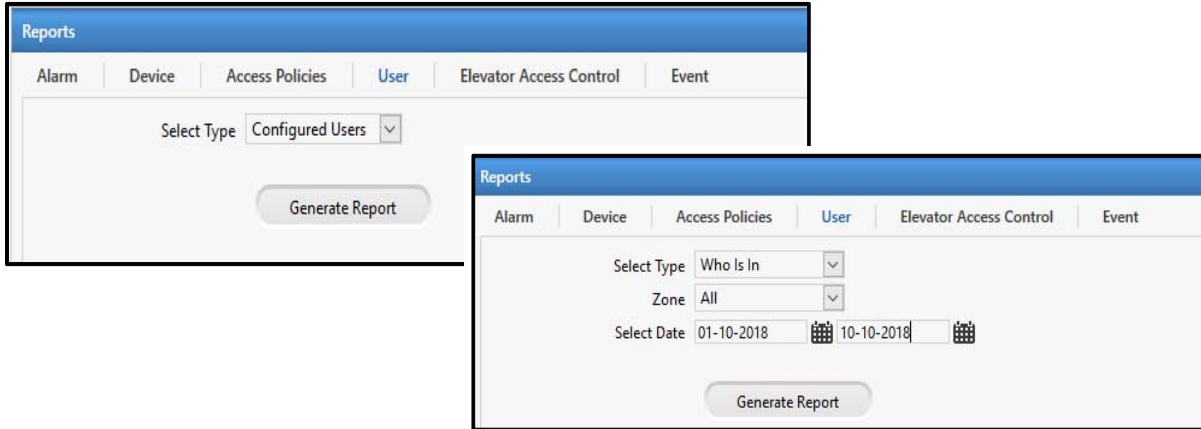 Reports
Alarm Device Access Policies User Elevator Access Control Event
Select Type Configured Users
Generate Report
Reports
Alarm Device Access Policies User Elevator Access Control Event
Select Type Who Is In
Zone All
Select Date 01-10-2018 10-10-2018
Generate Report